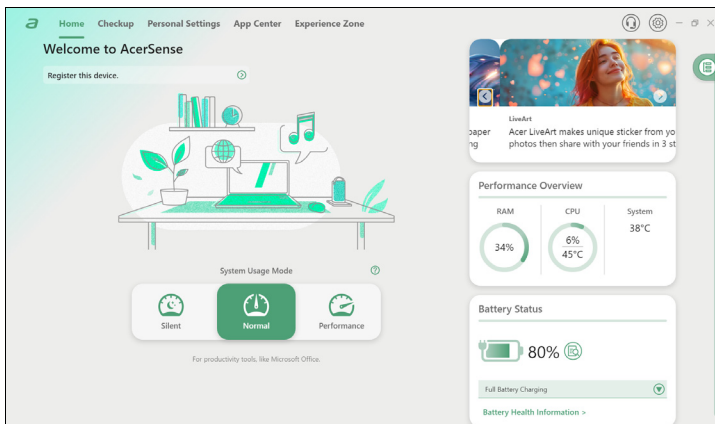 Home Checkup Personal Settings App Center Experience Zone
Welcome to AcerSense
Register this device.
LiveArt
paper Acer LiveArt makes unique sticker from yo
ng photos then share with your friends in 3 st
Performance Overview
RAM CPU System
34% 6% 38°C
45°C
System Usage Mode
Silent Normal Performance
For productivity tools, like Microsoft Office.
Battery Status
80%
Full Battery Charging
Battery Health Information >